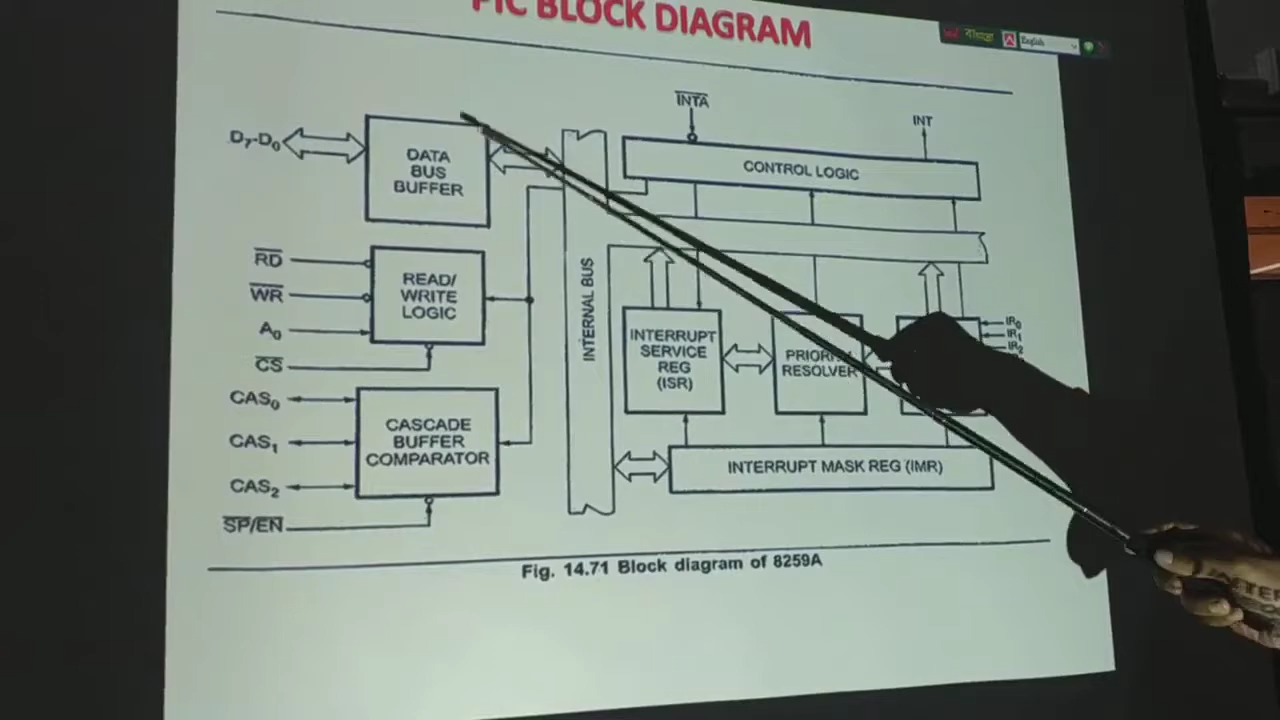 PIC BLOCK DIAGRAM
বাংলা
English
INTA
INT
D7-D0
DATA
BUS
BUFFER
CONTROL LOGIC
RD
WR
A0
CS
READ/
WRITE
LOGIC
INTERNAL BUS
INTERRUPT
SERVICE
REG
(ISR)
PRIORITY
RESOLVER
IR0
IR1
IR2
CAS0
CAS1
CAS2
SP/EN
CASCADE
BUFFER
COMPARATOR
INTERRUPT MASK REG (IMR)
Fig. 14.71 Block diagram of 8259A